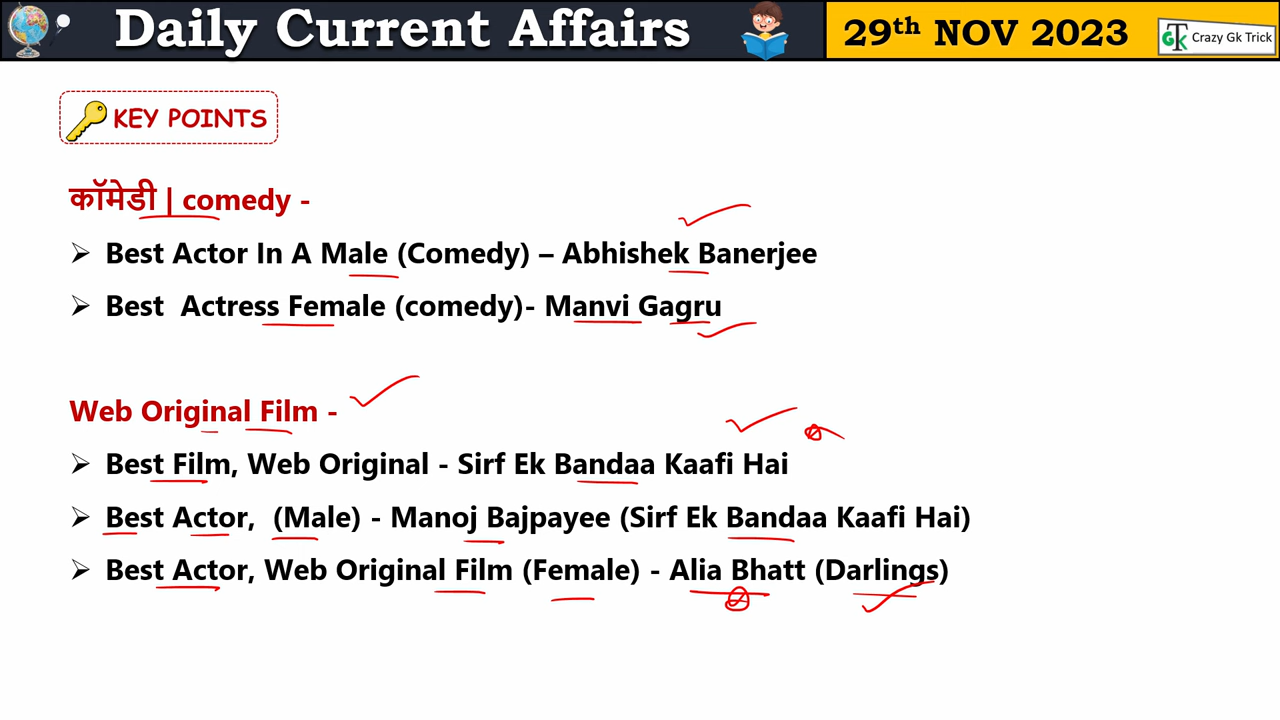 Daily Current Affairs
29th NOV 2023
Crazy Gk Trick
KEY POINTS
कॉमेडी | comedy -
Best Actor In A Male (Comedy) – Abhishek Banerjee
Best Actress Female (comedy)- Manvi Gagru
Web Original Film -
Best Film, Web Original - Sirf Ek Bandaa Kaafi Hai
Best Actor, (Male) - Manoj Bajpayee (Sirf Ek Bandaa Kaafi Hai)
Best Actor, Web Original Film (Female) - Alia Bhatt (Darlings)